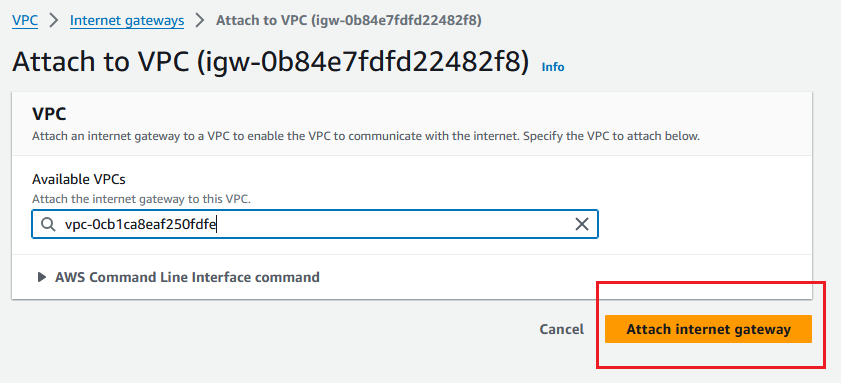 VPC > Internet gateways > Attach to VPC (igw-0b84e7fdfd22482f8)
Attach to VPC (igw-0b84e7fdfd22482f8) Info
VPC
Attach an internet gateway to a VPC to enable the VPC to communicate with the internet. Specify the VPC to attach below.
Available VPCs
Attach the internet gateway to this VPC.
vpc-0cb1ca8eaf250fdfe
AWS Command Line Interface command
Cancel Attach internet gateway